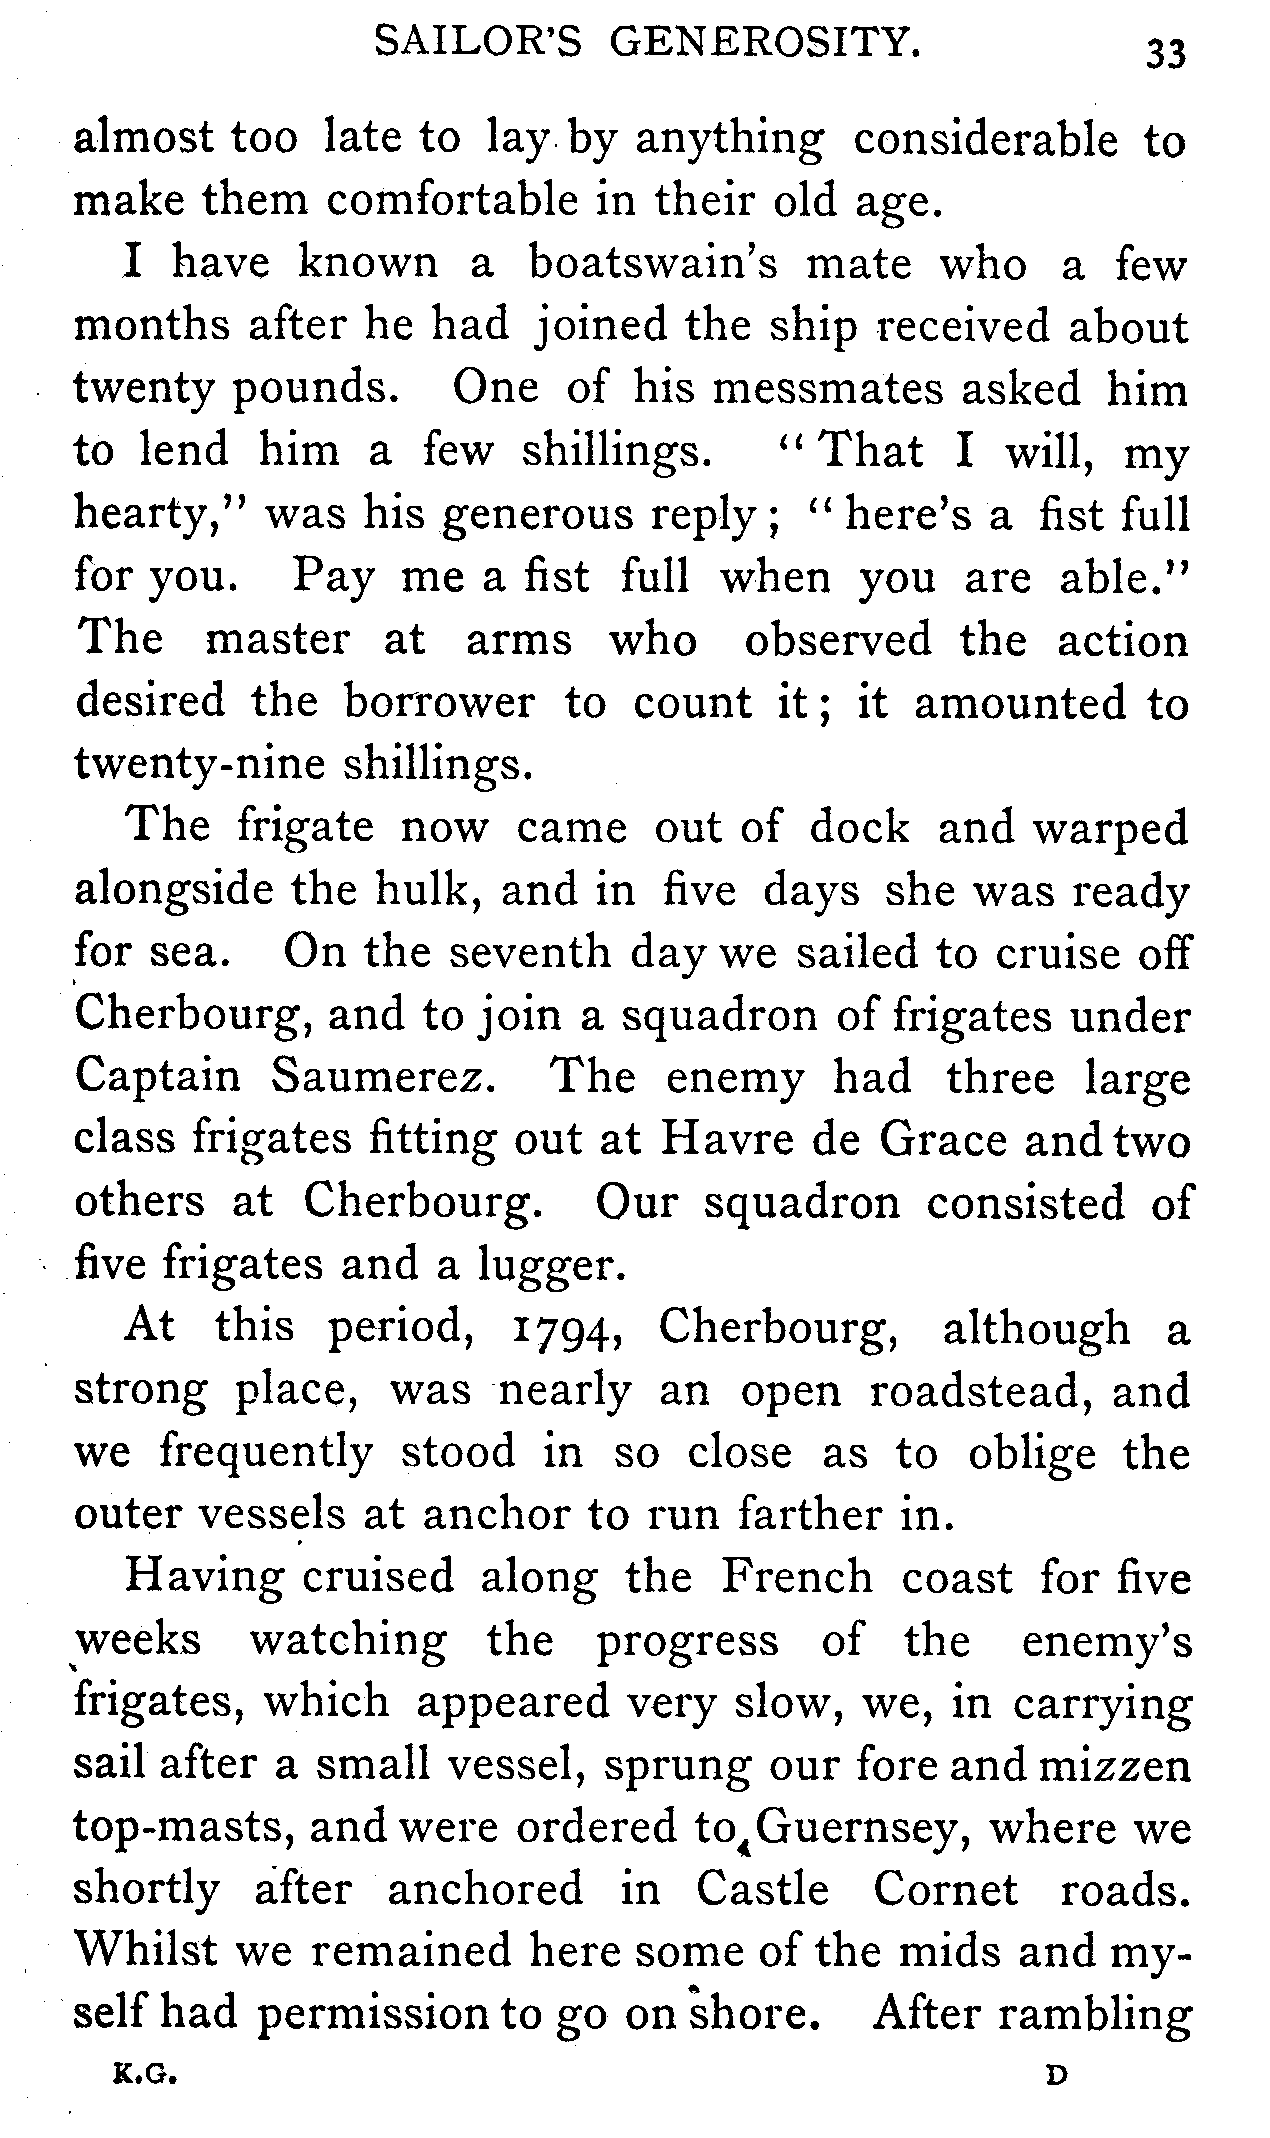 SAILOR'S GENEROSITY. 33
almost too late to lay by anything considerable to
make them comfortable in their old age.
I have known a boatswain's mate who a few
months after he had joined the ship received about
twenty pounds. One of his messmates asked him
to lend him a few shillings. "That I will, my
hearty," was his generous reply; "here's a fist full
for you. Pay me a fist full when you are able."
The master at arms who observed the action
desired the borrower to count it; it amounted to
twenty-nine shillings.
The frigate now came out of dock and warped
alongside the hulk, and in five days she was ready
for sea. On the seventh day we sailed to cruise off
Cherbourg, and to join a squadron of frigates under
Captain Saumerez. The enemy had three large
class frigates fitting out at Havre de Grace and two
others at Cherbourg. Our squadron consisted of
five frigates and a lugger.
At this period, 1794, Cherbourg, although a
strong place, was nearly an open roadstead, and
we frequently stood in so close as to oblige the
outer vessels at anchor to run farther in.
Having cruised along the French coast for five
weeks watching the progress of the enemy's
frigates, which appeared very slow, we, in carrying
sail after a small vessel, sprung our fore and mizzen
top-masts, and were ordered to Guernsey, where we
shortly after anchored in Castle Cornet roads.
Whilst we remained here some of the mids and my-
self had permission to go on shore. After rambling
K.G. D